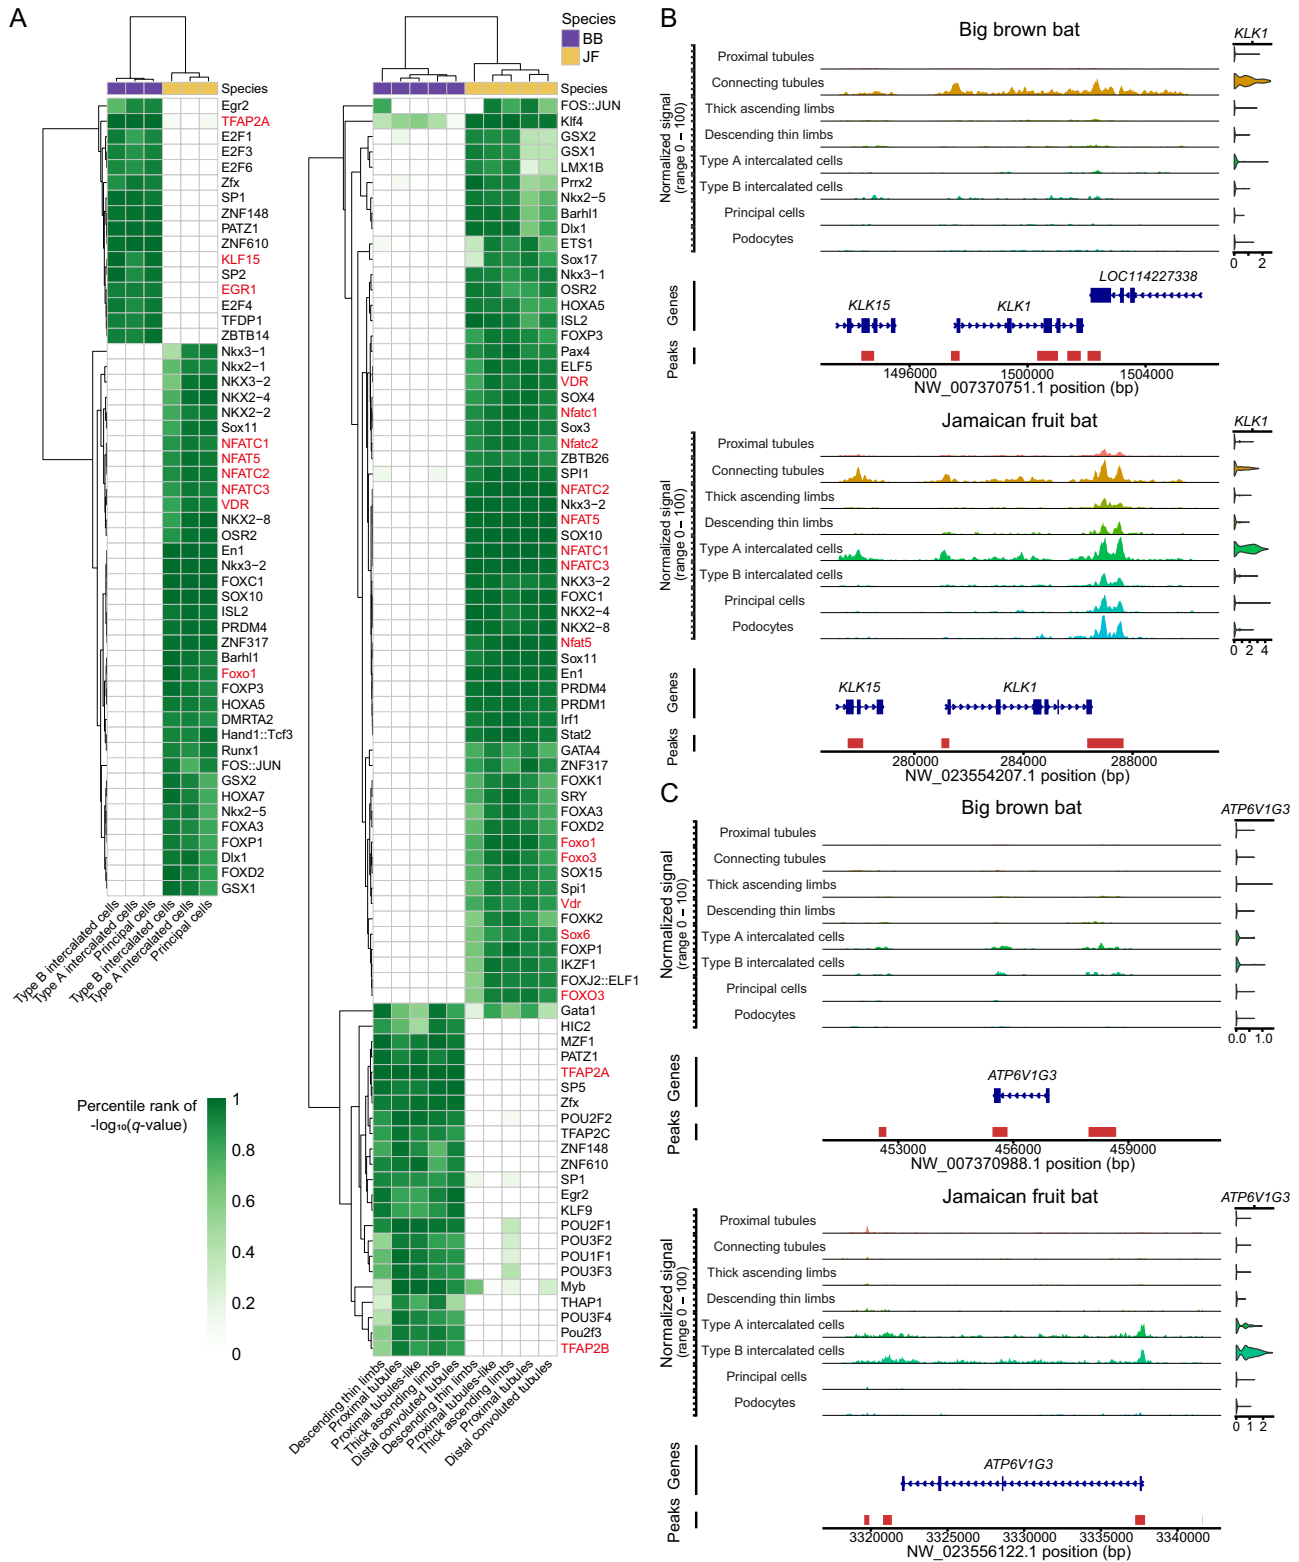 A
Species
BB
JF
Species
Egr2
TFAP2A
E2F1
E2F3
E2F6
Zfx
SP1
ZNF148
PATZ1
ZNF610
KLF15
SP2
EGR1
E2F4
TFDP1
ZBTB14
Nkx3−1
Nkx2−1
NKX3−2
NKX2−4
NKX2−2
Sox11
NFATC1
NFAT5
NFATC2
NFATC3
VDR
NKX2−8
OSR2
En1
Nkx3−2
FOXC1
SOX10
ISL2
PRDM4
ZNF317
Barhl1
Foxo1
FOXP3
HOXA5
DMRTA2
Hand1::Tcf3
Runx1
FOS::JUN
GSX2
HOXA7
Nkx2−5
FOXA3
FOXP1
Dlx1
FOXD2
GSX1
Type B intercalated cells
Type A intercalated cells
Principal cells
Type B intercalated cells
Type A intercalated cells
Principal cells
Percentile rank of
-log₁₀(q-value)
1
0.8
0.6
0.4
0.2
0
Species
FOS::JUN
Klf4
GSX2
GSX1
LMX1B
Prrx2
Nkx2−5
Barhl1
Dlx1
ETS1
Sox17
Nkx3−1
OSR2
HOXA5
ISL2
FOXP3
Pax4
ELF5
VDR
SOX4
Nfatc1
Sox3
Nfatc2
ZBTB26
SPI1
NFATC2
Nkx3−2
NFAT5
SOX10
NFATC1
NFATC3
NKX3−2
FOXC1
NKX2−4
NKX2−8
Nfat5
Sox11
En1
PRDM4
PRDM1
Irf1
Stat2
GATA4
ZNF317
FOXK1
SRY
FOXA3
FOXD2
Foxo1
Foxo3
SOX15
Spi1
Vdr
FOXK2
Sox6
FOXP1
IKZF1
FOXJ2::ELF1
FOXO3
Gata1
HIC2
MZF1
PATZ1
TFAP2A
SP5
Zfx
POU2F2
TFAP2C
ZNF148
ZNF610
SP1
Egr2
KLF9
POU2F1
POU3F2
POU1F1
POU3F3
Myb
THAP1
POU3F4
Pou2f3
TFAP2B
Descending thin limbs
Proximal tubules
Proximal tubules-like
Thick ascending limbs
Distal convoluted tubules
Descending thin limbs
Proximal tubules-like
Thick ascending limbs
Proximal tubules
Distal convoluted tubules
B
Big brown bat
KLK1
Normalized signal
(range 0 − 100)
Proximal tubules
Connecting tubules
Thick ascending limbs
Descending thin limbs
Type A intercalated cells
Type B intercalated cells
Principal cells
Podocytes
0 2
Genes
LOC114227338
KLK15
KLK1
Peaks
1496000 1500000 1504000
NW_007370751.1 position (bp)
Jamaican fruit bat
KLK1
Normalized signal
(range 0 − 100)
Proximal tubules
Connecting tubules
Thick ascending limbs
Descending thin limbs
Type A intercalated cells
Type B intercalated cells
Principal cells
Podocytes
0 2 4
Genes
KLK15
KLK1
Peaks
280000 284000 288000
NW_023554207.1 position (bp)
C
Big brown bat
ATP6V1G3
Normalized signal
(range 0 − 100)
Proximal tubules
Connecting tubules
Thick ascending limbs
Descending thin limbs
Type A intercalated cells
Type B intercalated cells
Principal cells
Podocytes
0.0 1.0
Genes
ATP6V1G3
Peaks
453000 456000 459000
NW_007370988.1 position (bp)
Jamaican fruit bat
ATP6V1G3
Normalized signal
(range 0 − 100)
Proximal tubules
Connecting tubules
Thick ascending limbs
Descending thin limbs
Type A intercalated cells
Type B intercalated cells
Principal cells
Podocytes
0 1 2
Genes
ATP6V1G3
Peaks
3320000 3325000 3330000 3335000 3340000
NW_023556122.1 position (bp)